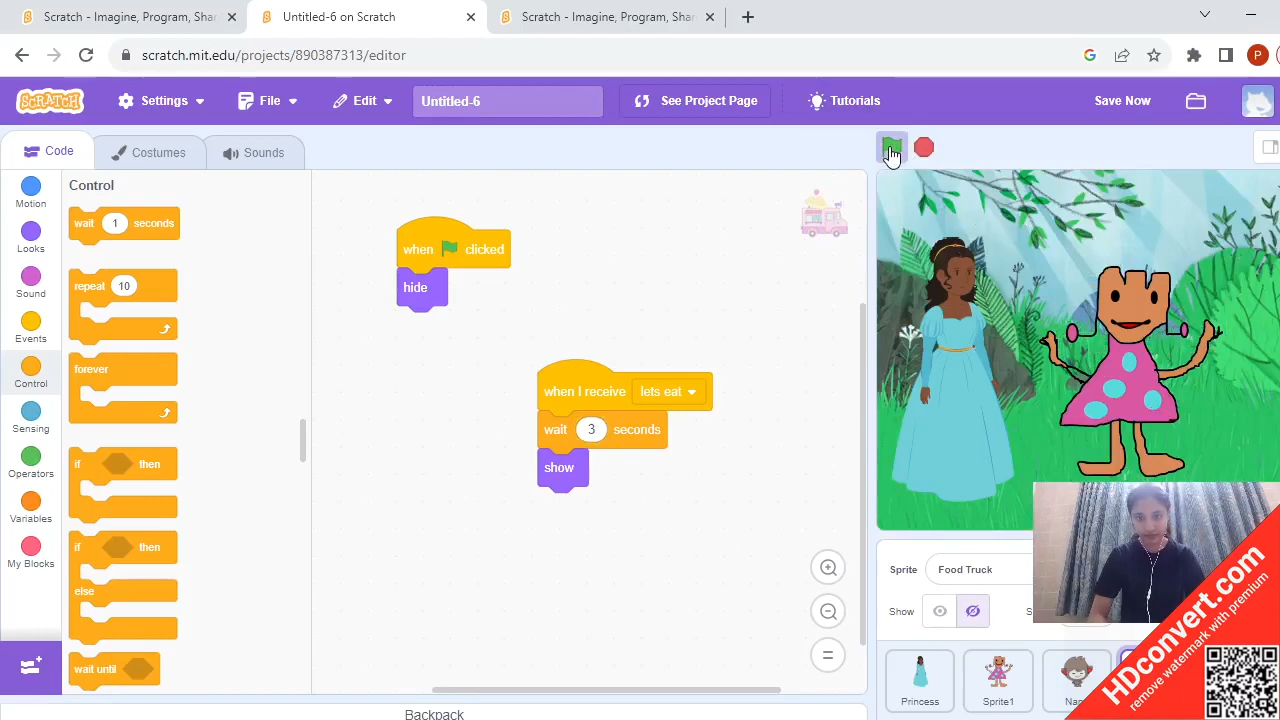 Scratch - Imagine, Program, Shar
Untitled-6 on Scratch
Scratch - Imagine, Program, Shar
scratch.mit.edu/projects/890387313/editor
P
SCRATCH
Settings
File
Edit
Untitled-6
See Project Page
Tutorials
Save Now
Code
Costumes
Sounds
Motion
Looks
Sound
Events
Control
Sensing
Operators
Variables
My Blocks
Control
wait 1 seconds
repeat 10
forever
if then
if then
else
wait until
when clicked
hide
when I receive lets eat
wait 3 seconds
show
Backpack
Sprite Food Truck
Show
Princess
Sprite1
HDconvert.com
remove watermark with premium